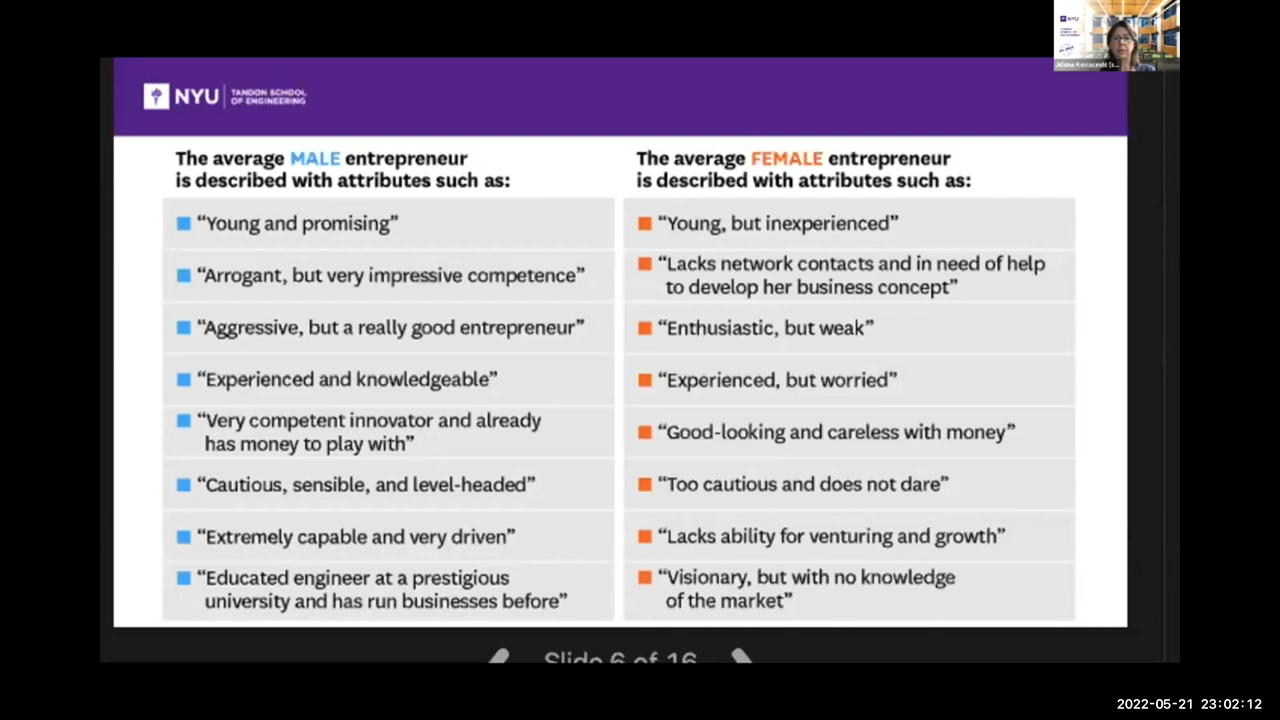 NYU
Jelena Kovacevic (s...
NYU
TANDON SCHOOL
OF ENGINEERING
The average MALE entrepreneur
is described with attributes such as:
“Young and promising”
“Arrogant, but very impressive competence”
“Aggressive, but a really good entrepreneur”
“Experienced and knowledgeable”
“Very competent innovator and already
has money to play with”
“Cautious, sensible, and level-headed”
“Extremely capable and very driven”
“Educated engineer at a prestigious
university and has run businesses before”
The average FEMALE entrepreneur
is described with attributes such as:
“Young, but inexperienced”
“Lacks network contacts and in need of help
to develop her business concept”
“Enthusiastic, but weak”
“Experienced, but worried”
“Good-looking and careless with money”
“Too cautious and does not dare”
“Lacks ability for venturing and growth”
“Visionary, but with no knowledge
of the market”
Slide 6 of 16
2022-05-21 23:02:12